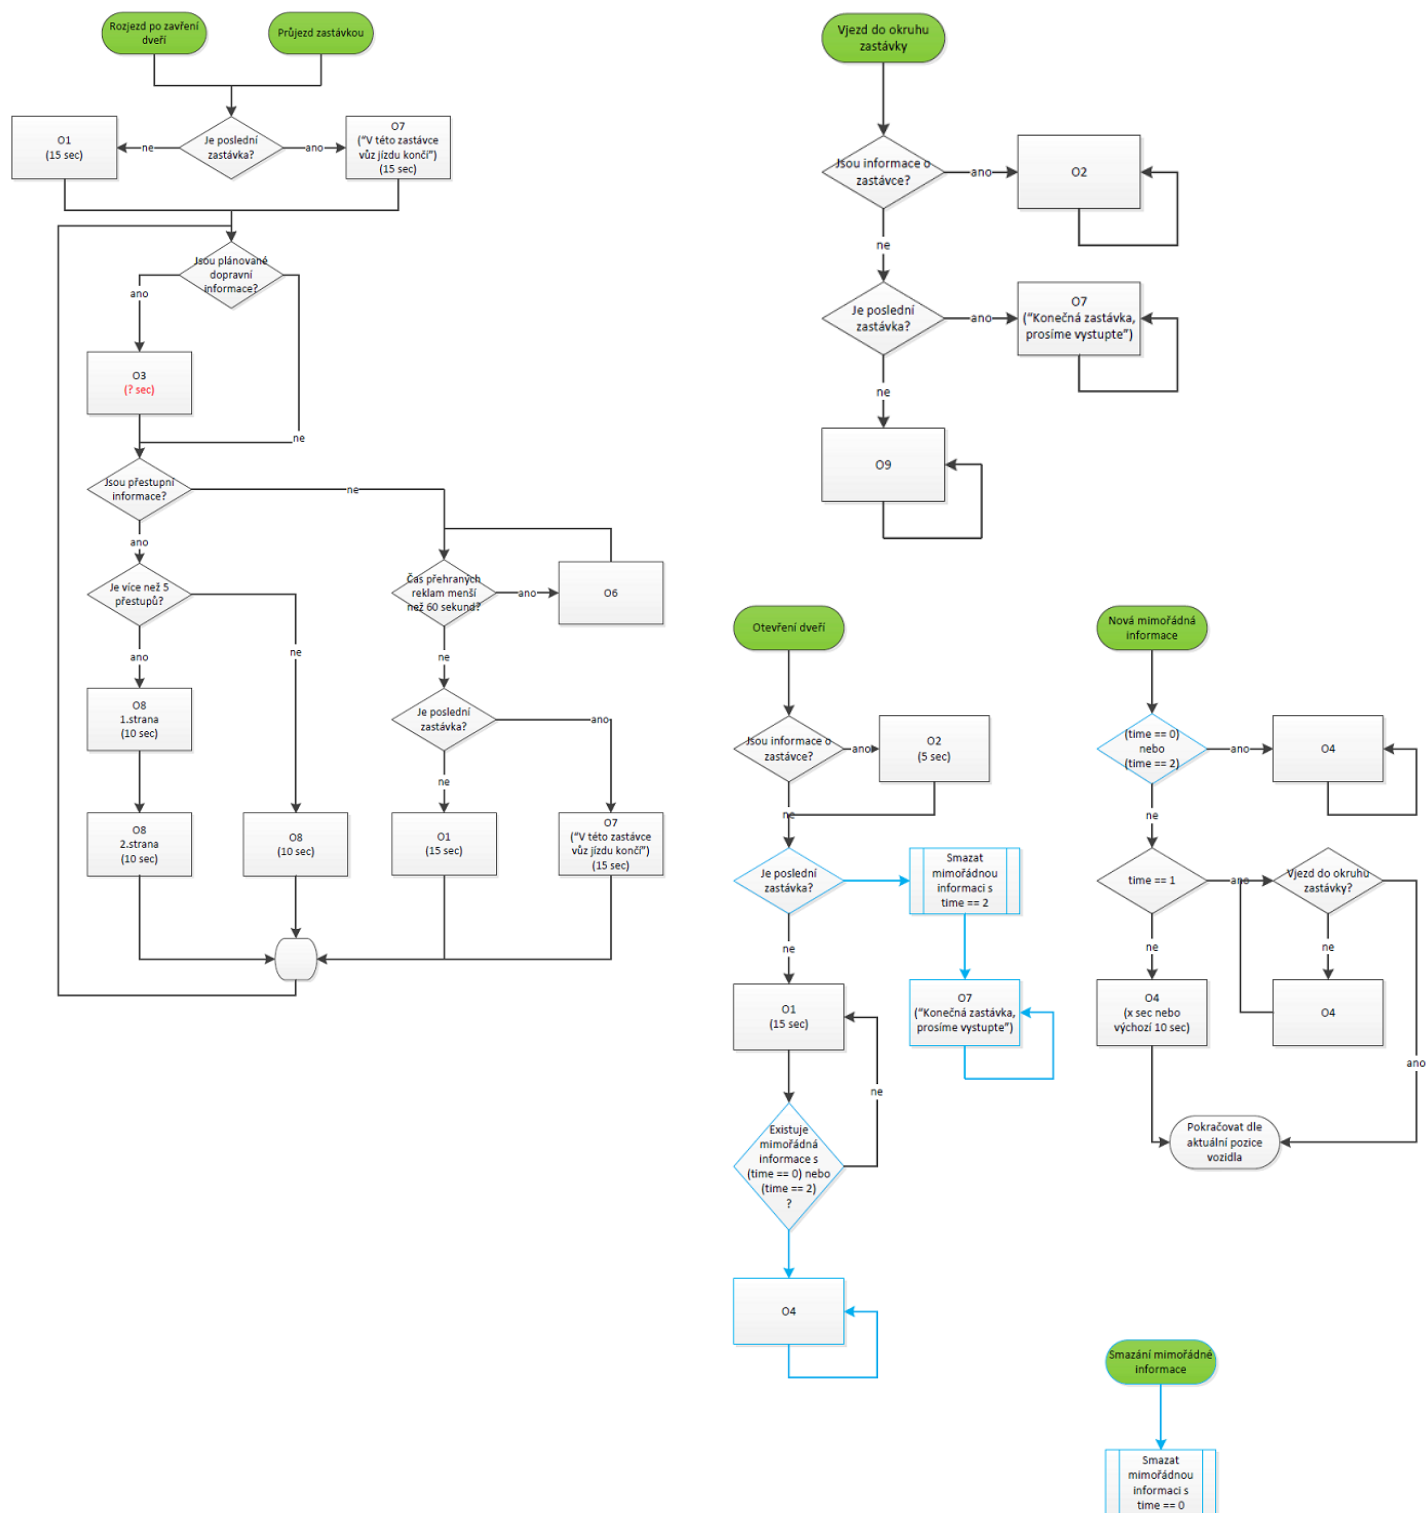 Rozjezd po zavření
dveří
Průjezd zastávkou
Je poslední
zastávka?
ne
ano
O1
(15 sec)
O7
("V této zastávce
vůz jízdu končí")
(15 sec)
Jsou plánované
dopravní
informace?
ano
ne
O3
(? sec)
Jsou přestupní
informace?
ne
ano
Je více než 5
přestupů?
ano
ne
O8
1.strana
(10 sec)
O8
2.strana
(10 sec)
O8
(10 sec)
Čas přehraných
reklam menší
než 60 sekund?
ano
O6
ne
Je poslední
zastávka?
ano
ne
O1
(15 sec)
O7
("V této zastávce
vůz jízdu končí")
(15 sec)
Vjezd do okruhu
zastávky
Jsou informace o
zastávce?
ano
O2
ne
Je poslední
zastávka?
ano
O7
("Konečná zastávka,
prosíme vystupte")
ne
O9
Otevření dveří
Jsou informace o
zastávce?
ano
O2
(5 sec)
ne
Je poslední
zastávka?
Smazat
mimořádnou
informaci s
time == 2
ne
O7
("Konečná zastávka,
prosíme vystupte")
O1
(15 sec)
ne
Existuje
mimořádná
informace s
(time == 0) nebo
(time == 2)
?
O4
Nová mimořádná
informace
(time == 0)
nebo
(time == 2)
ano
O4
ne
time == 1
ano
Vjezd do okruhu
zastávky?
ne
ne
O4
(x sec nebo
výchozí 10 sec)
O4
ano
Pokračovat dle
aktuální pozice
vozidla
Smazání mimořádné
informace
Smazat
mimořádnou
informaci s
time == 0